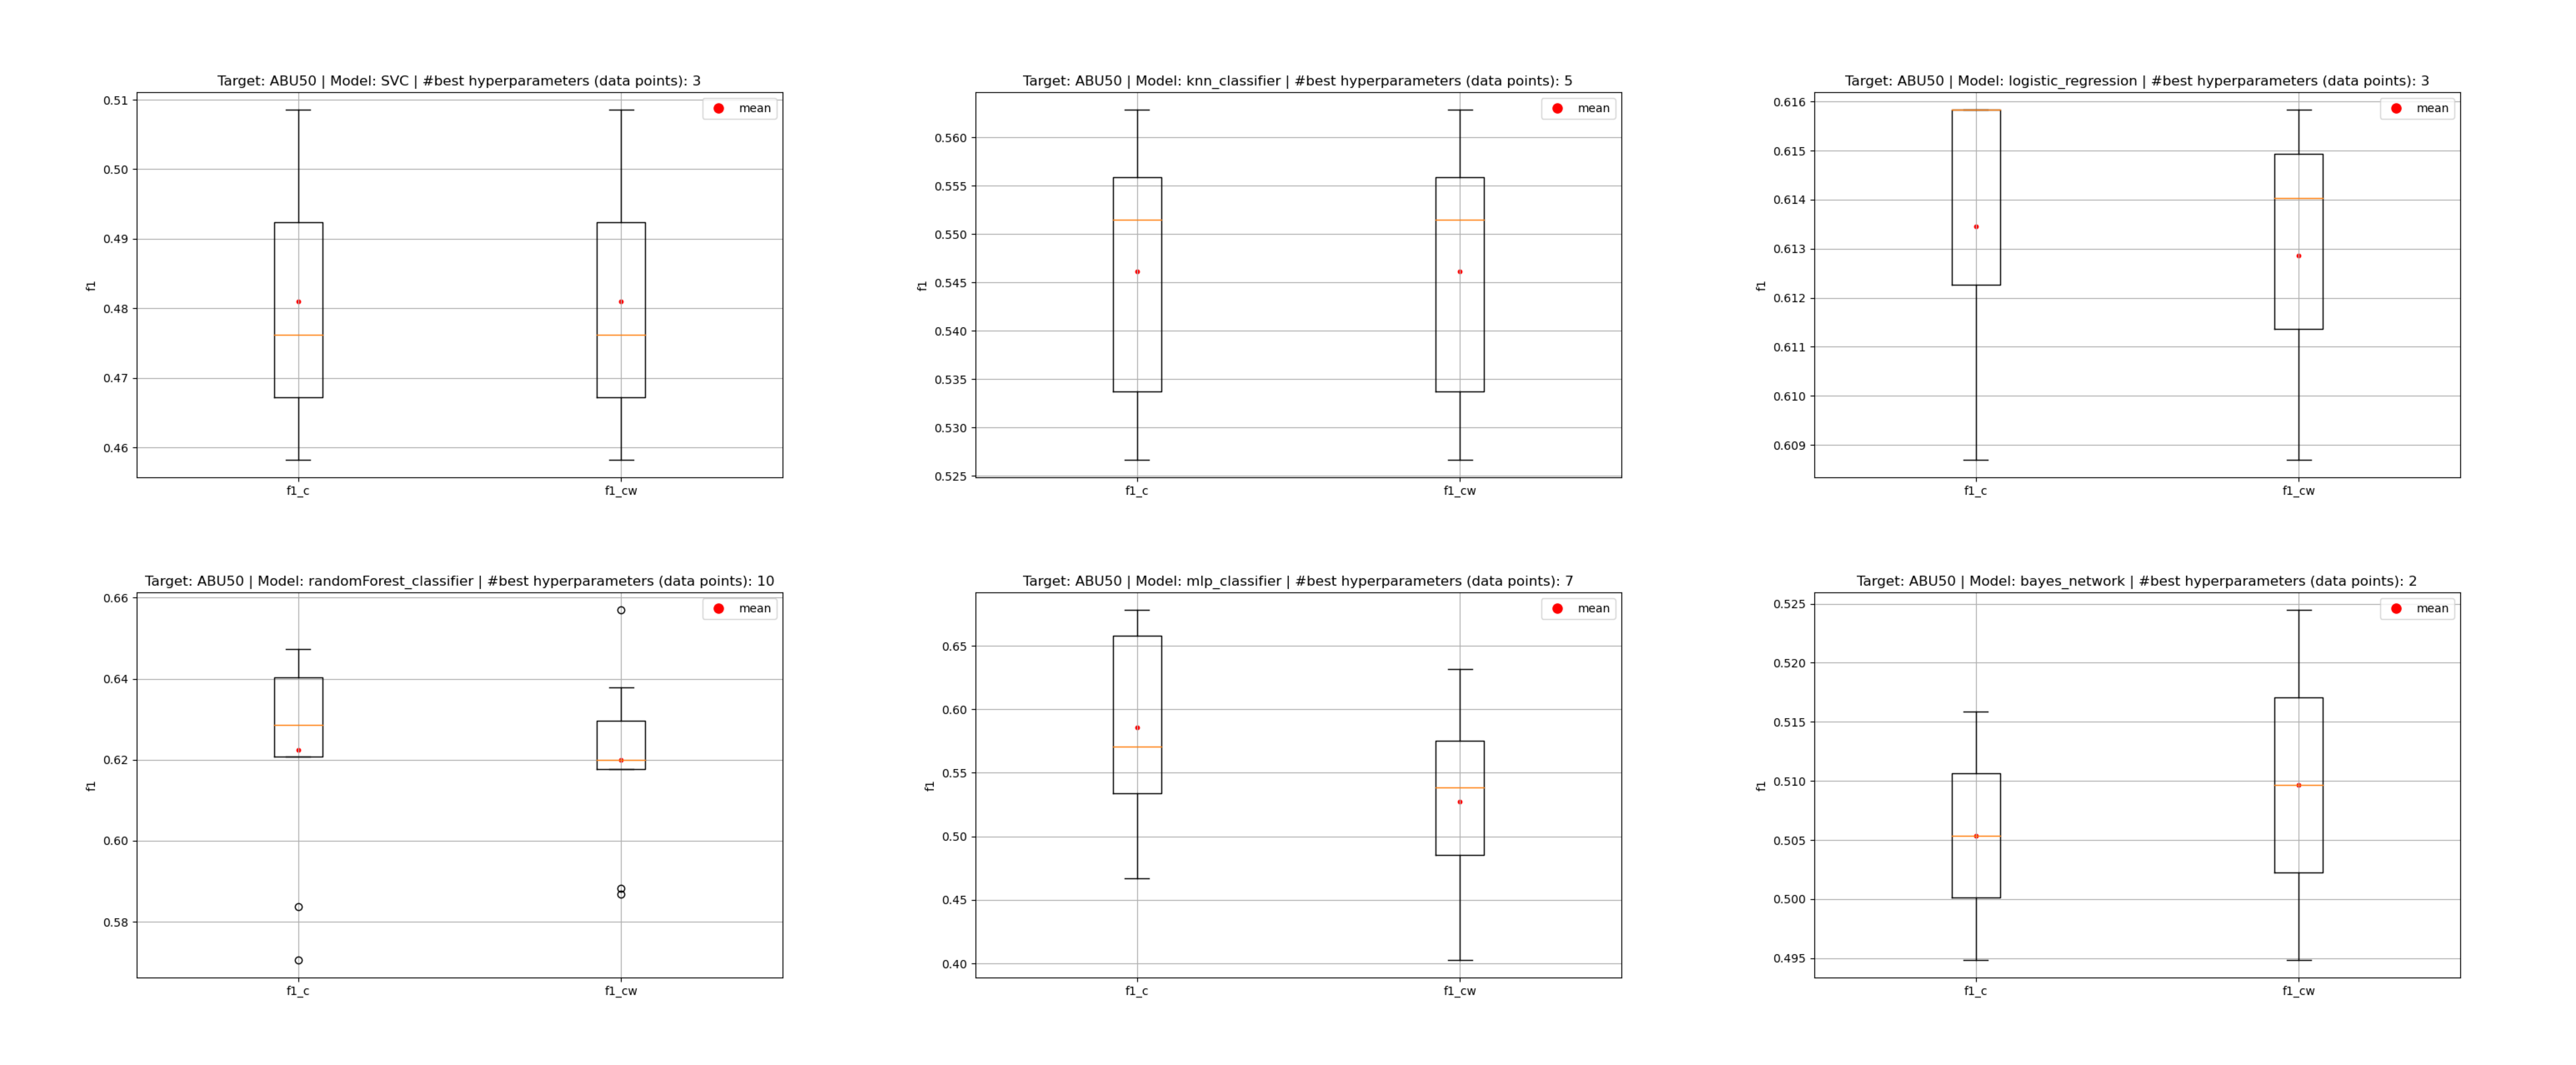 Target: ABU50 | Model: SVC | #best hyperparameters (data points): 3
mean
0.51
0.50
0.49
0.48
0.47
0.46
f1
f1_c
f1_cw
Target: ABU50 | Model: knn_classifier | #best hyperparameters (data points): 5
mean
0.560
0.555
0.550
0.545
0.540
0.535
0.530
0.525
f1
f1_c
f1_cw
Target: ABU50 | Model: logistic_regression | #best hyperparameters (data points): 3
mean
0.616
0.615
0.614
0.613
0.612
0.611
0.610
0.609
f1
f1_c
f1_cw
Target: ABU50 | Model: randomForest_classifier | #best hyperparameters (data points): 10
mean
0.66
0.64
0.62
0.60
0.58
f1
f1_c
f1_cw
Target: ABU50 | Model: mlp_classifier | #best hyperparameters (data points): 7
mean
0.65
0.60
0.55
0.50
0.45
0.40
f1
f1_c
f1_cw
Target: ABU50 | Model: bayes_network | #best hyperparameters (data points): 2
mean
0.525
0.520
0.515
0.510
0.505
0.500
0.495
f1
f1_c
f1_cw